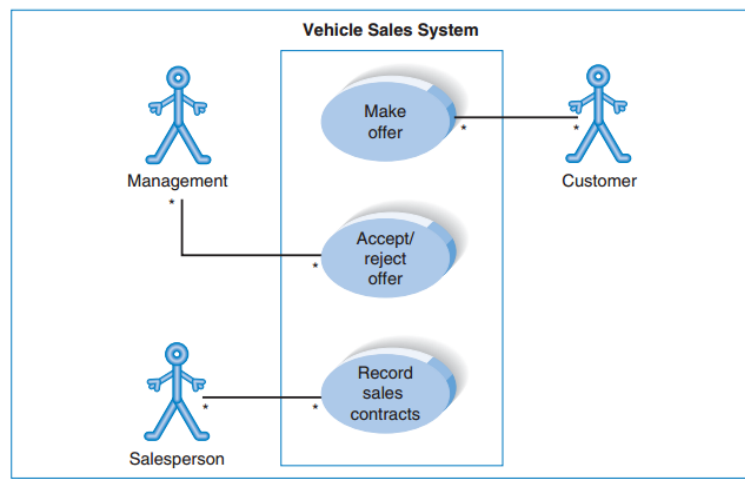 Vehicle Sales System
Management
*
Make
offer
*
*
Customer
Accept/
reject
offer
*
Salesperson
*
*
Record
sales
contracts